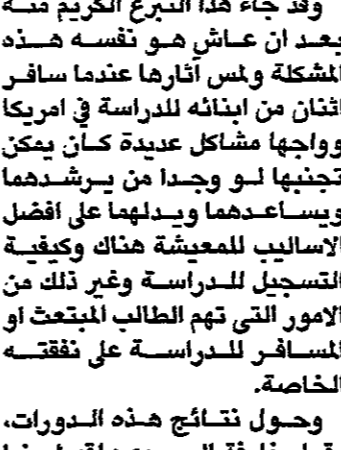 وقد جاء هذا التبرع الكريم منه
بعد ان عاش هو نفسه هذه
المشكلة ولمس اثارها عندما سافر
اثنان من ابنائه للدراسة في امريكا
وواجها مشاكل عديدة كان يمكن
تجنبها لو وجدا من يرشدهما
ويساعدهما ويدلهما على افضل
الاساليب للمعيشة هناك وكيفية
التسجيل للدراسة وغير ذلك من
الامور التي تهم الطالب المبتعث او
المسافر للدراسة على نفقته
الخاصة.
وحول نتائج هذه الدورات،